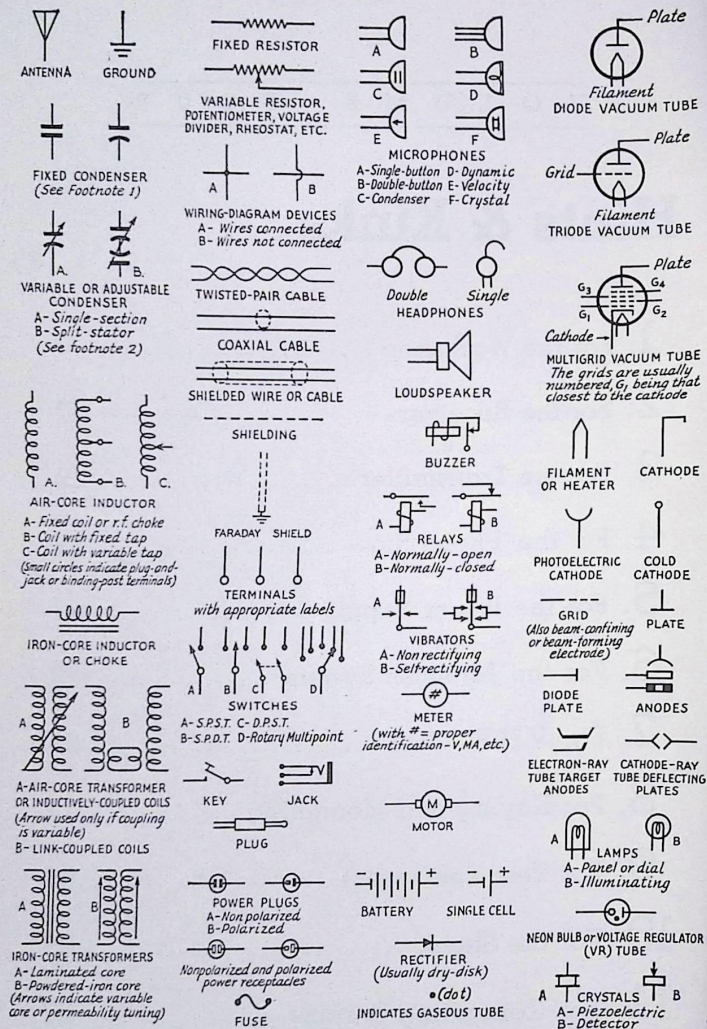 ANTENNA
GROUND
FIXED CONDENSER
(See Footnote 1)
A.
B.
VARIABLE OR ADJUSTABLE
CONDENSER
A- Single-section
B- Split-stator
(See footnote 2)
A.
B.
C.
AIR-CORE INDUCTOR
A- Fixed coil or r.f. choke
B- Coil with fixed tap
C- Coil with variable tap
(Small circles indicate plug-and-
jack or binding-post terminals)
IRON-CORE INDUCTOR
OR CHOKE
A
B
A-AIR-CORE TRANSFORMER
OR INDUCTIVELY-COUPLED COILS
(Arrow used only if coupling
is variable)
B- LINK-COUPLED COILS
A
B
IRON-CORE TRANSFORMERS
A- Laminated core
B- Powdered-iron core
(Arrows indicate variable
core or permeability tuning)
FIXED RESISTOR
VARIABLE RESISTOR,
POTENTIOMETER, VOLTAGE
DIVIDER, RHEOSTAT, ETC.
A
B
WIRING-DIAGRAM DEVICES
A- Wires connected
B- Wires not connected
TWISTED-PAIR CABLE
COAXIAL CABLE
SHIELDED WIRE OR CABLE
SHIELDING
FARADAY SHIELD
TERMINALS
with appropriate labels
A
B
C
D
SWITCHES
A- S.P.S.T. C- D.P.S.T.
B- S.P.D.T. D-Rotary Multipoint
KEY
JACK
PLUG
POWER PLUGS
A- Non polarized
B- Polarized
Nonpolarized and polarized
power receptacles
FUSE
A
B
C
D
E
F
MICROPHONES
A-Single-button D- Dynamic
B-Double-button E- Velocity
C- Condenser F- Crystal
Double
Single
HEADPHONES
LOUDSPEAKER
BUZZER
A
B
RELAYS
A- Normally-open
B- Normally-closed
A
B
VIBRATORS
A- Non rectifying
B- Self-rectifying
#
METER
(with # = proper
identification-V, MA, etc.)
M
MOTOR
- +
- +
BATTERY
SINGLE CELL
RECTIFIER
(Usually dry-disk)
(dot)
INDICATES GASEOUS TUBE
Plate
Filament
DIODE VACUUM TUBE
Plate
Grid
Filament
TRIODE VACUUM TUBE
Plate
G3
G4
G1
G2
Cathode
MULTIGRID VACUUM TUBE
The grids are usually
numbered, G1 being that
closest to the cathode
FILAMENT
OR HEATER
CATHODE
PHOTOELECTRIC
CATHODE
COLD
CATHODE
GRID
(Also beam-confining
or beam-forming
electrode)
PLATE
DIODE
PLATE
ANODES
ELECTRON-RAY
TUBE TARGET
ANODES
CATHODE-RAY
TUBE DEFLECTING
PLATES
A
B
LAMPS
A- Panel or dial
B- Illuminating
NEON BULB or VOLTAGE REGULATOR
(VR) TUBE
A
B
CRYSTALS
A- Piezoelectric
B- Detector